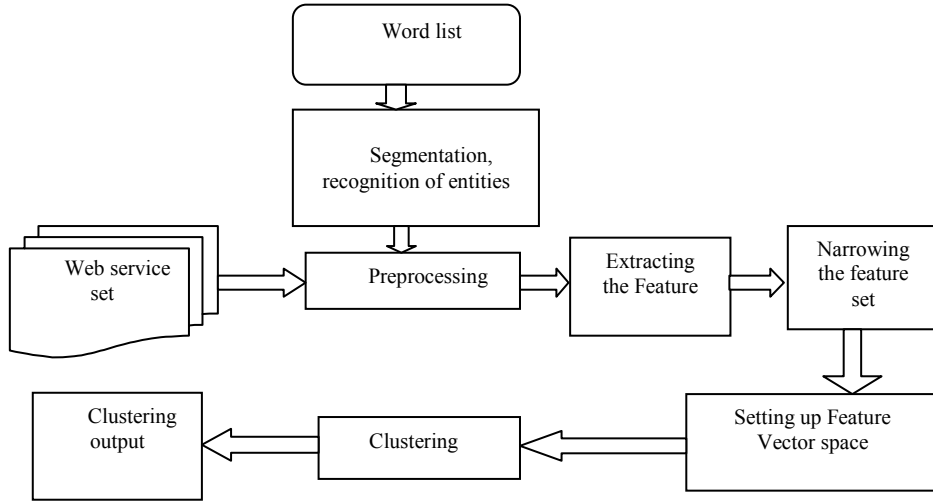 Word list
Segmentation,
recognition of entities
Web service
set
Preprocessing
Extracting
the Feature
Narrowing
the feature
set
Setting up Feature
Vector space
Clustering
Clustering
output